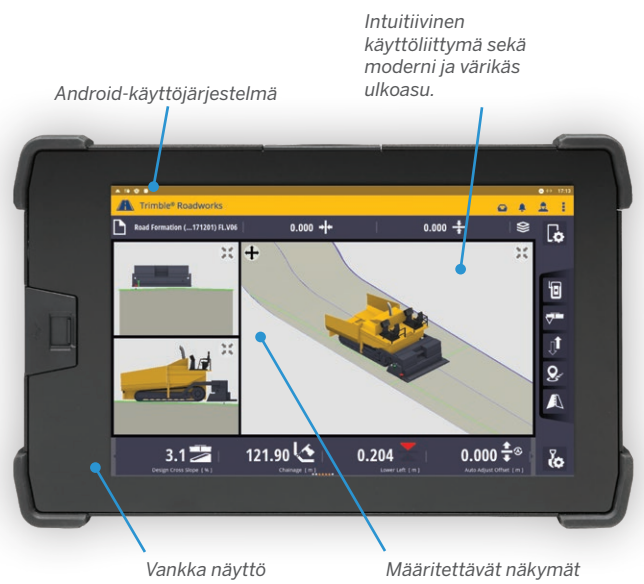 Intuitiivinen
käyttöliittymä sekä
moderni ja värikäs
ulkoasu.
Android-käyttöjärjestelmä
17:13
Trimble® Roadworks
Road Formation (...171201) FL.V06
0.000
0.000
3.1
121.90
0.204
0.000
Design Cross Slope [ % ]
Chainage [ m ]
Lower Left [ m ]
Auto Adjust Offset [ m ]
Vankka näyttö
Määritettävät näkymät